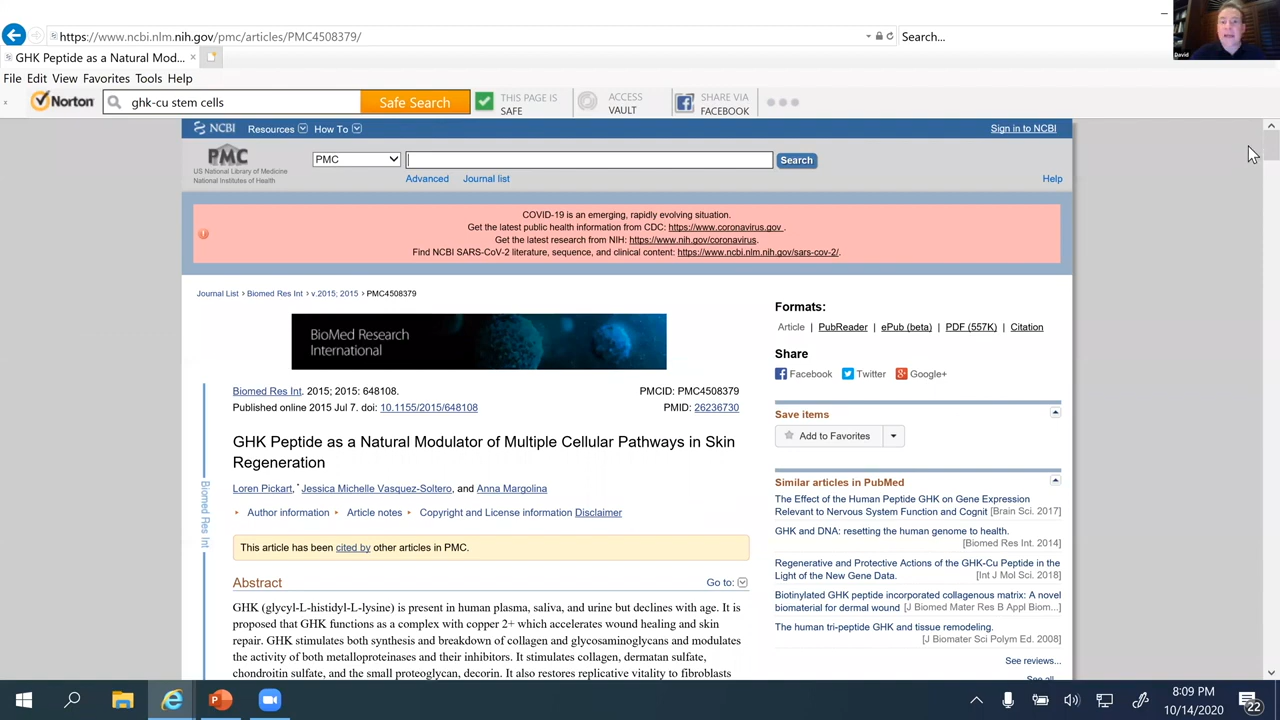 https://www.ncbi.nlm.nih.gov/pmc/articles/PMC4508379/
Search...
David
GHK Peptide as a Natural Mod...
File Edit View Favorites Tools Help
Norton
ghk-cu stem cells
Safe Search
THIS PAGE IS
SAFE
ACCESS
VAULT
SHARE VIA
FACEBOOK
NCBI Resources How To Sign in to NCBI
PMC
US National Library of Medicine
National Institutes of Health
PMC
Search
Advanced Journal list Help
COVID-19 is an emerging, rapidly evolving situation.
Get the latest public health information from CDC: https://www.coronavirus.gov .
Get the latest research from NIH: https://www.nih.gov/coronavirus.
Find NCBI SARS-CoV-2 literature, sequence, and clinical content: https://www.ncbi.nlm.nih.gov/sars-cov-2/.
Journal List > Biomed Res Int > v.2015; 2015 > PMC4508379
BioMed Research
International
Biomed Res Int
Biomed Res Int. 2015; 2015: 648108. PMCID: PMC4508379
Published online 2015 Jul 7. doi: 10.1155/2015/648108 PMID: 26236730
GHK Peptide as a Natural Modulator of Multiple Cellular Pathways in Skin
Regeneration
Loren Pickart, * Jessica Michelle Vasquez-Soltero, and Anna Margolina
Author information Article notes Copyright and License information Disclaimer
This article has been cited by other articles in PMC.
Abstract Go to:
GHK (glycyl-L-histidyl-L-lysine) is present in human plasma, saliva, and urine but declines with age. It is
proposed that GHK functions as a complex with copper 2+ which accelerates wound healing and skin
repair. GHK stimulates both synthesis and breakdown of collagen and glycosaminoglycans and modulates
the activity of both metalloproteinases and their inhibitors. It stimulates collagen, dermatan sulfate,
chondroitin sulfate, and the small proteoglycan, decorin. It also restores replicative vitality to fibroblasts
Formats:
Article | PubReader | ePub (beta) | PDF (557K) | Citation
Share
Facebook Twitter Google+
Save items
Add to Favorites
Similar articles in PubMed
The Effect of the Human Peptide GHK on Gene Expression
Relevant to Nervous System Function and Cognit [Brain Sci. 2017]
GHK and DNA: resetting the human genome to health.
[Biomed Res Int. 2014]
Regenerative and Protective Actions of the GHK-Cu Peptide in the
Light of the New Gene Data. [Int J Mol Sci. 2018]
Biotinylated GHK peptide incorporated collagenous matrix: A novel
biomaterial for dermal wound [J Biomed Mater Res B Appl Biom...]
The human tri-peptide GHK and tissue remodeling.
[J Biomater Sci Polym Ed. 2008]
See reviews...
See all...
8:09 PM
10/14/2020
22